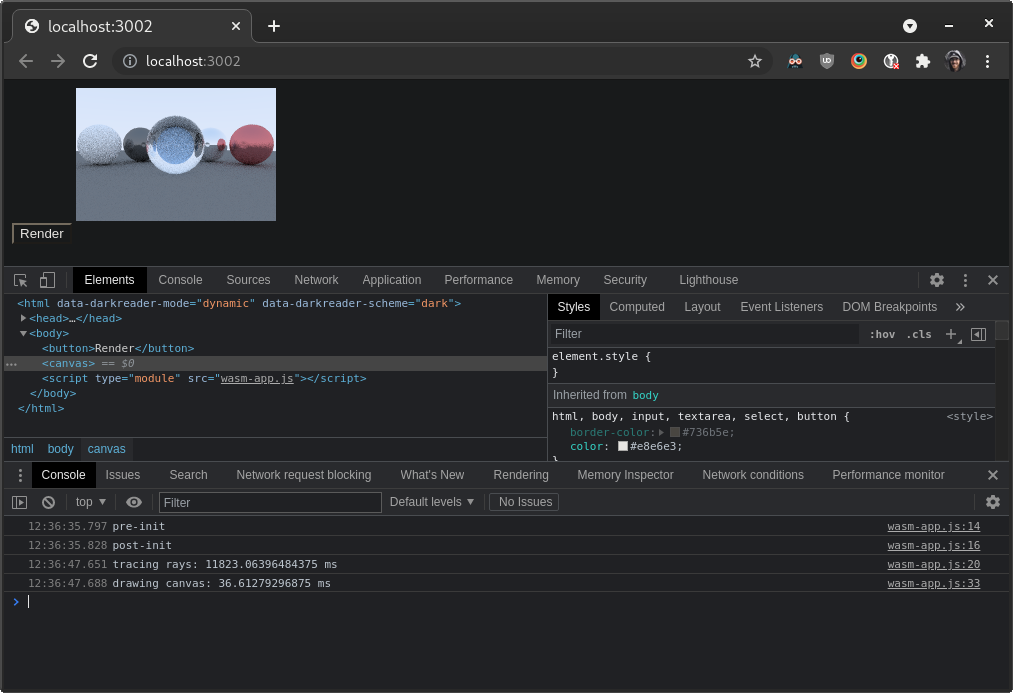 localhost:3002
localhost:3002
Render
Elements Console Sources Network Application Performance Memory Security Lighthouse
<html data-darkreader-mode="dynamic" data-darkreader-scheme="dark">
<head>…</head>
<body>
<button>Render</button>
<canvas> == $0
<script type="module" src="wasm-app.js"></script>
</body>
</html>
html body canvas
Styles Computed Layout Event Listeners DOM Breakpoints »
Filter :hov .cls +
element.style {
}
Inherited from body
html, body, input, textarea, select, button { <style>
border-color: #736b5e;
color: #e8e6e3;
}
Console Issues Search Network request blocking What's New Rendering Memory Inspector Network conditions Performance monitor
top Filter Default levels No Issues
12:36:35.797 pre-init wasm-app.js:14
12:36:35.828 post-init wasm-app.js:16
12:36:47.651 tracing rays: 11823.06396484375 ms wasm-app.js:20
12:36:47.688 drawing canvas: 36.61279296875 ms wasm-app.js:33